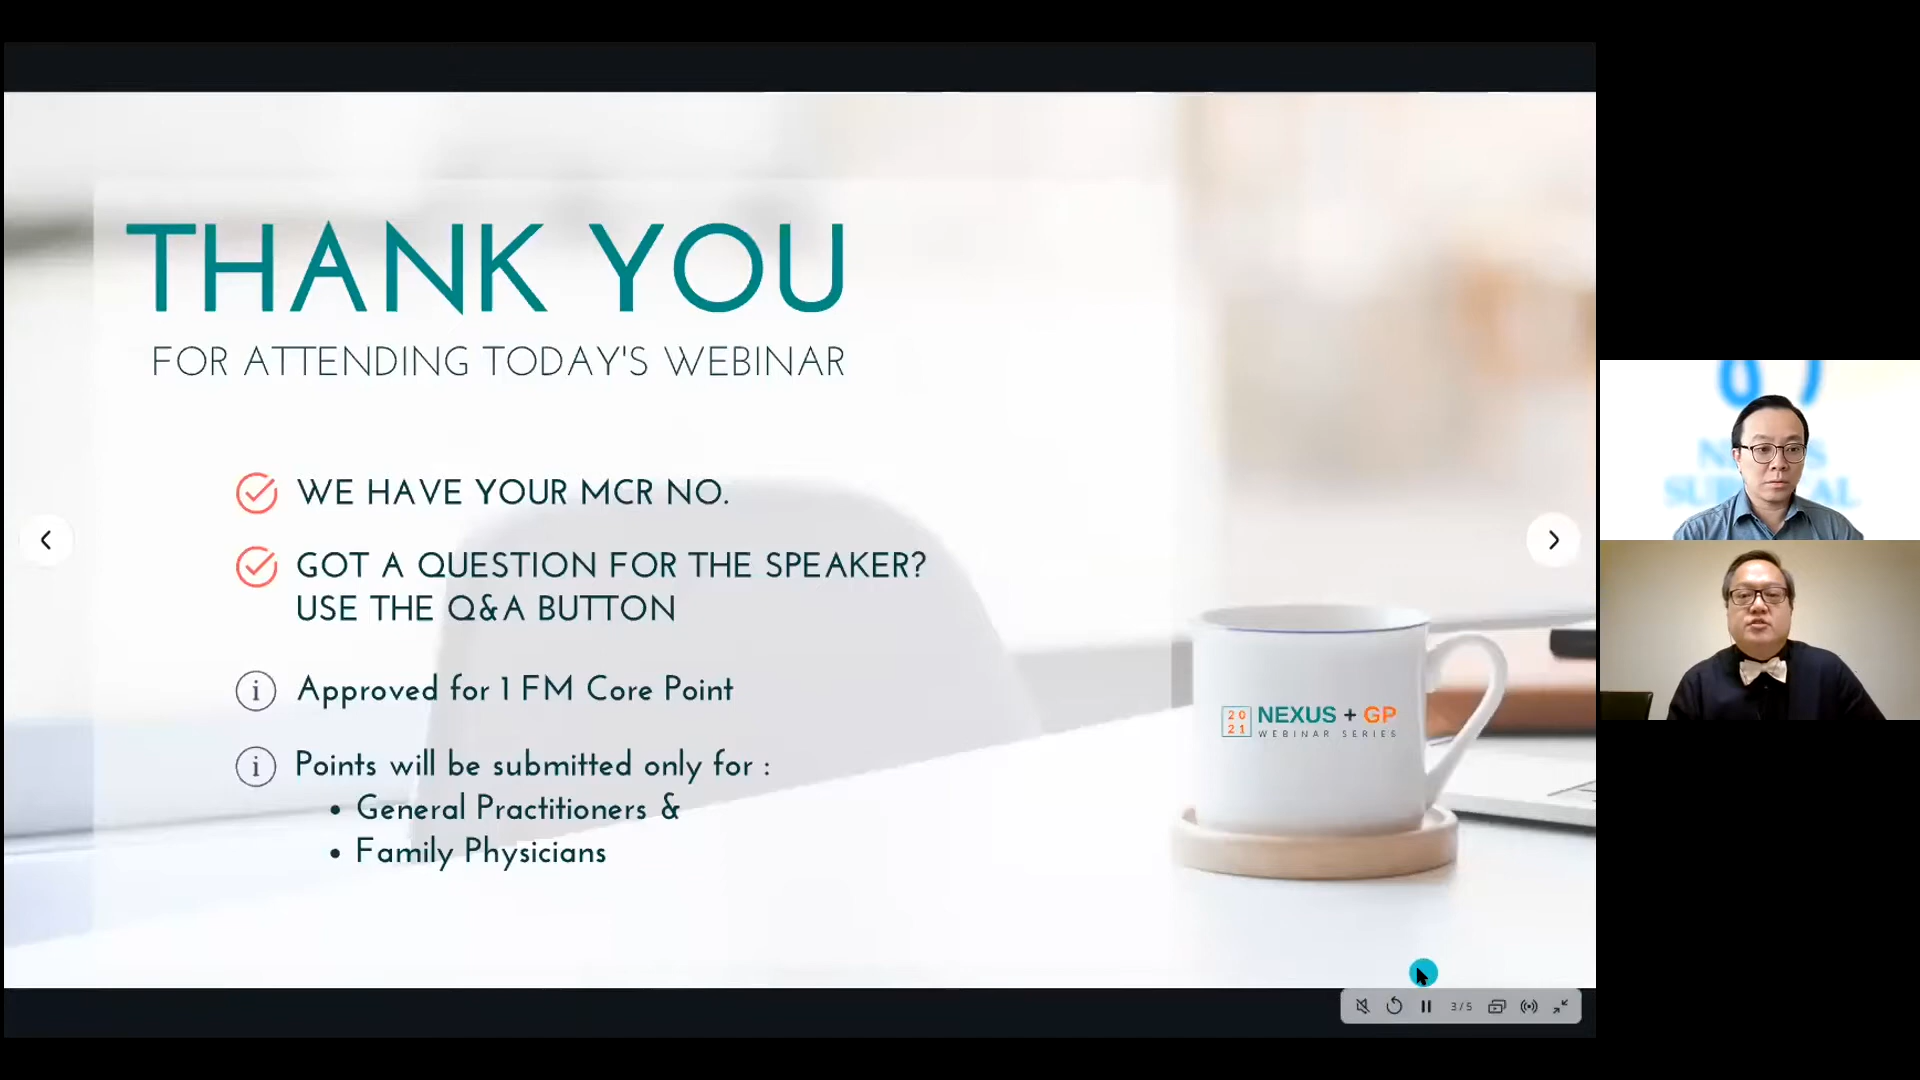 THANK YOU
FOR ATTENDING TODAY'S WEBINAR
WE HAVE YOUR MCR NO.
GOT A QUESTION FOR THE SPEAKER?
USE THE Q&A BUTTON
Approved for 1 FM Core Point
Points will be submitted only for :
• General Practitioners &
• Family Physicians
20
21
NEXUS + GP
WEBINAR SERIES
3/5